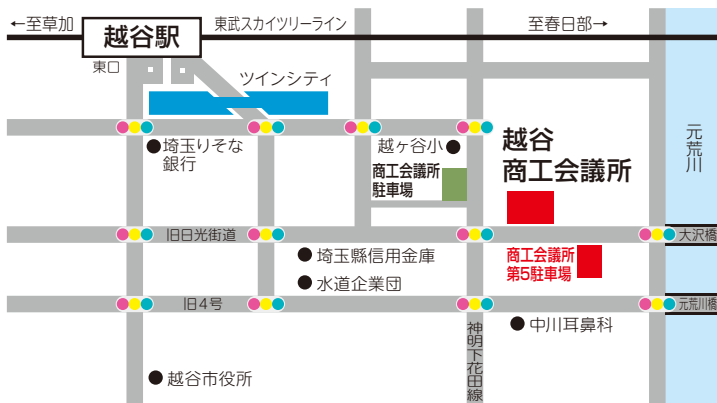 ←至草加
越谷駅
東武スカイツリーライン
至春日部→
東口
ツインシティ
埼玉りそな
銀行
越ヶ谷小
商工会議所
駐車場
越谷
商工会議所
元荒川
旧日光街道
大沢橋
埼玉縣信用金庫
商工会議所
第5駐車場
水道企業団
旧4号
元荒川橋
神明下花田線
中川耳鼻科
越谷市役所